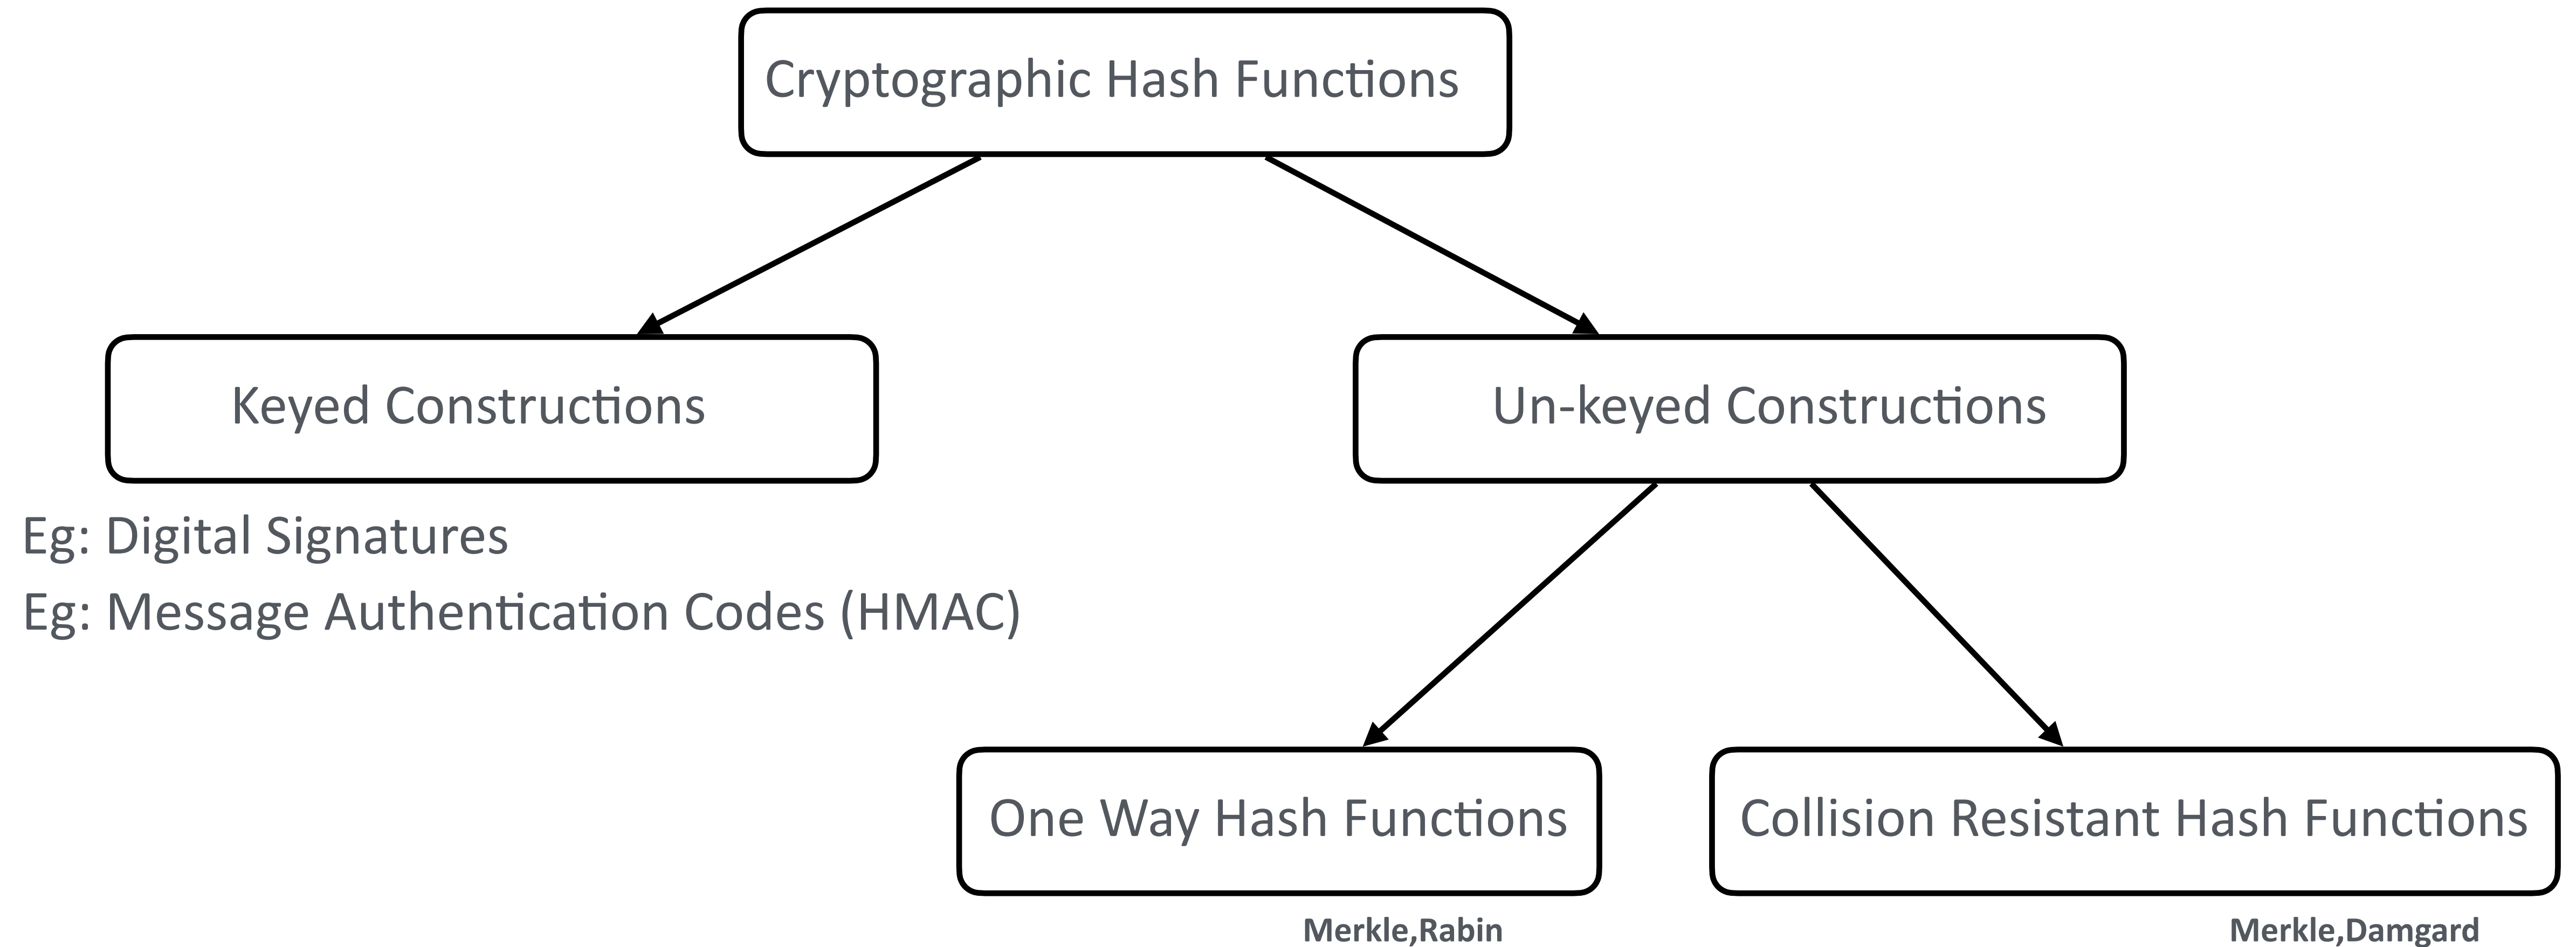 Cryptographic Hash Functions
Keyed Constructions
Un-keyed Constructions
Eg: Digital Signatures
Eg: Message Authentication Codes (HMAC)
One Way Hash Functions
Collision Resistant Hash Functions
Merkle,Rabin
Merkle,Damgard